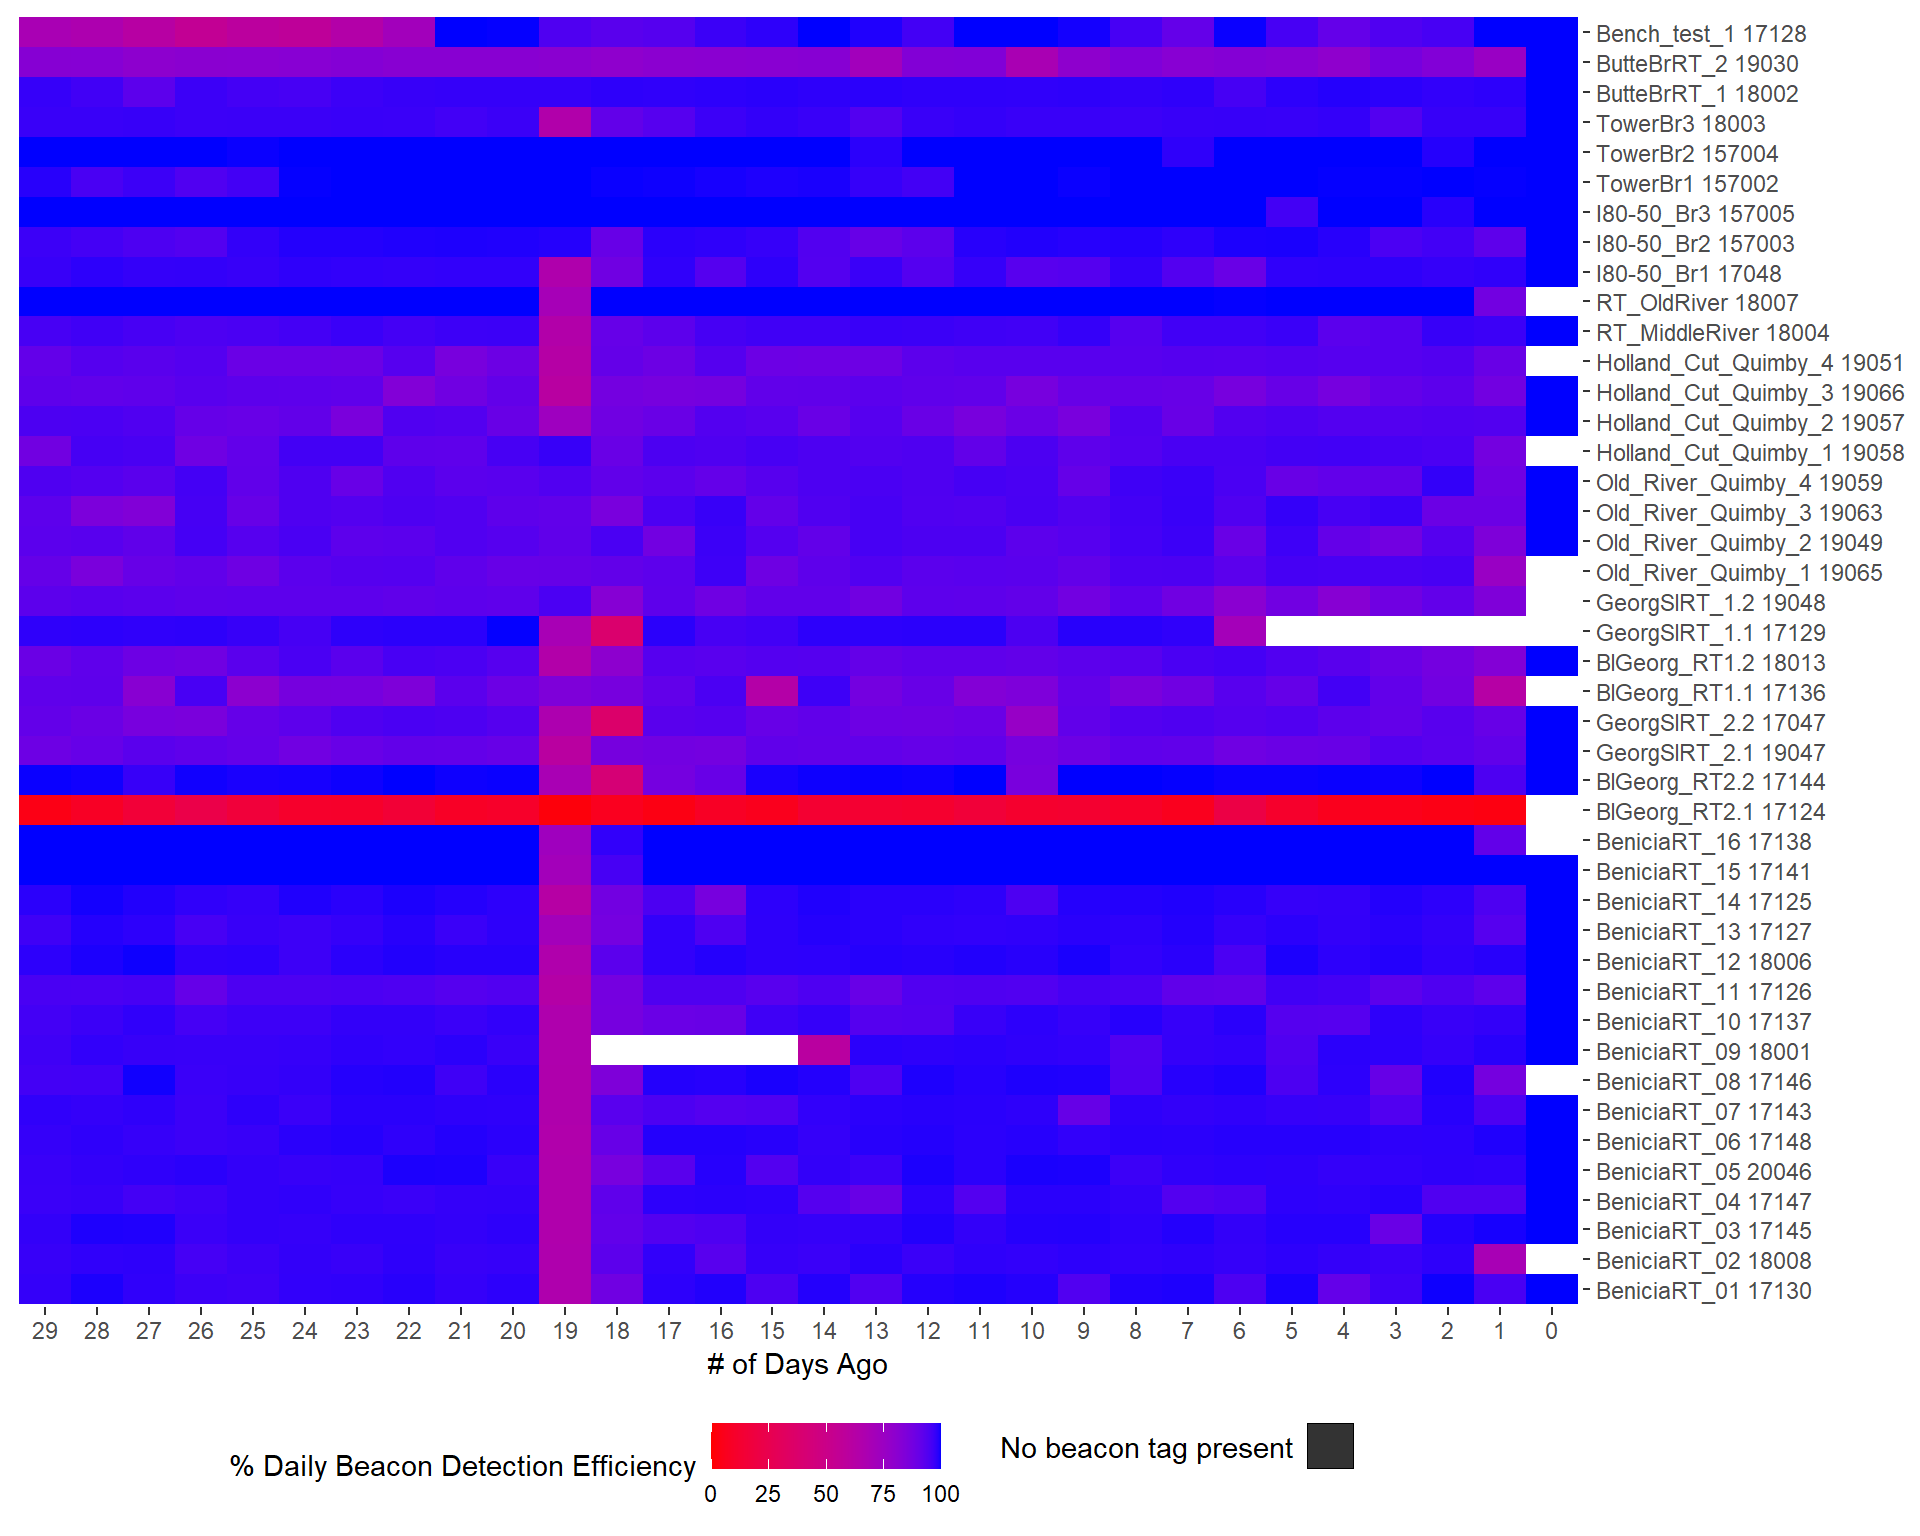 Bench_test_1 17128
ButteBrRT_2 19030
ButteBrRT_1 18002
TowerBr3 18003
TowerBr2 157004
TowerBr1 157002
I80-50_Br3 157005
I80-50_Br2 157003
I80-50_Br1 17048
RT_OldRiver 18007
RT_MiddleRiver 18004
Holland_Cut_Quimby_4 19051
Holland_Cut_Quimby_3 19066
Holland_Cut_Quimby_2 19057
Holland_Cut_Quimby_1 19058
Old_River_Quimby_4 19059
Old_River_Quimby_3 19063
Old_River_Quimby_2 19049
Old_River_Quimby_1 19065
GeorgSlRT_1.2 19048
GeorgSlRT_1.1 17129
BlGeorg_RT1.2 18013
BlGeorg_RT1.1 17136
GeorgSlRT_2.2 17047
GeorgSlRT_2.1 19047
BlGeorg_RT2.2 17144
BlGeorg_RT2.1 17124
BeniciaRT_16 17138
BeniciaRT_15 17141
BeniciaRT_14 17125
BeniciaRT_13 17127
BeniciaRT_12 18006
BeniciaRT_11 17126
BeniciaRT_10 17137
BeniciaRT_09 18001
BeniciaRT_08 17146
BeniciaRT_07 17143
BeniciaRT_06 17148
BeniciaRT_05 20046
BeniciaRT_04 17147
BeniciaRT_03 17145
BeniciaRT_02 18008
BeniciaRT_01 17130
29 28 27 26 25 24 23 22 21 20 19 18 17 16 15 14 13 12 11 10 9 8 7 6 5 4 3 2 1 0
# of Days Ago
% Daily Beacon Detection Efficiency
0 25 50 75 100
No beacon tag present